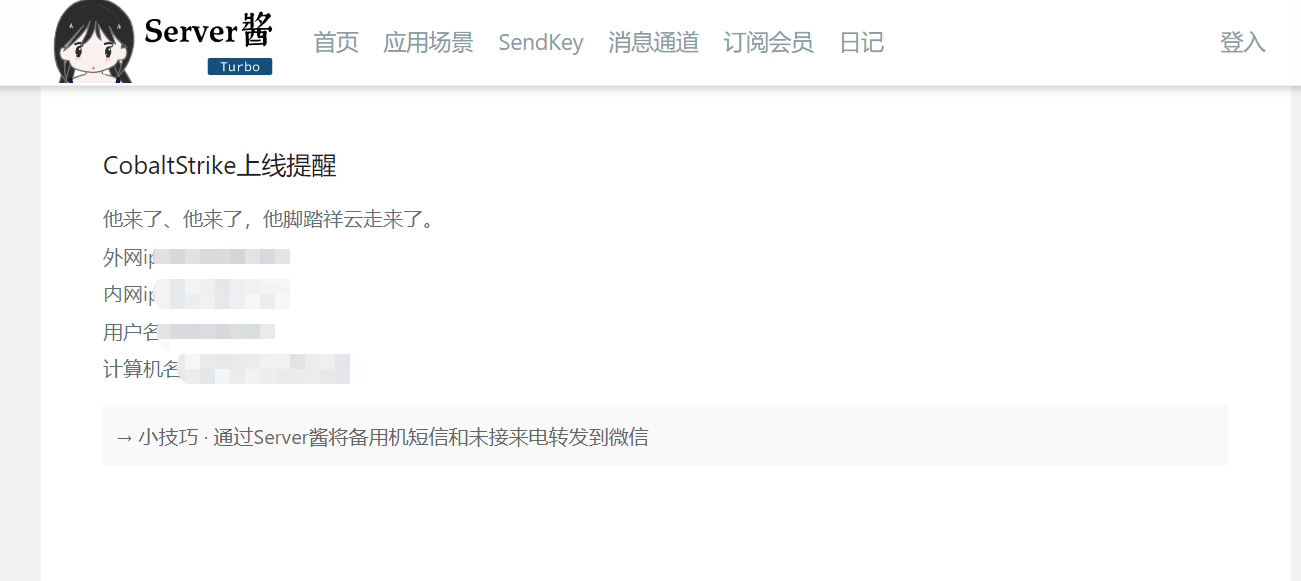 Server酱
Turbo
首页 应用场景 SendKey 消息通道 订阅会员 日记 登入
CobaltStrike上线提醒
他来了、他来了，他脚踏祥云走来了。
外网ip
内网ip
用户名
计算机名
→ 小技巧 · 通过Server酱将备用机短信和未接来电转发到微信